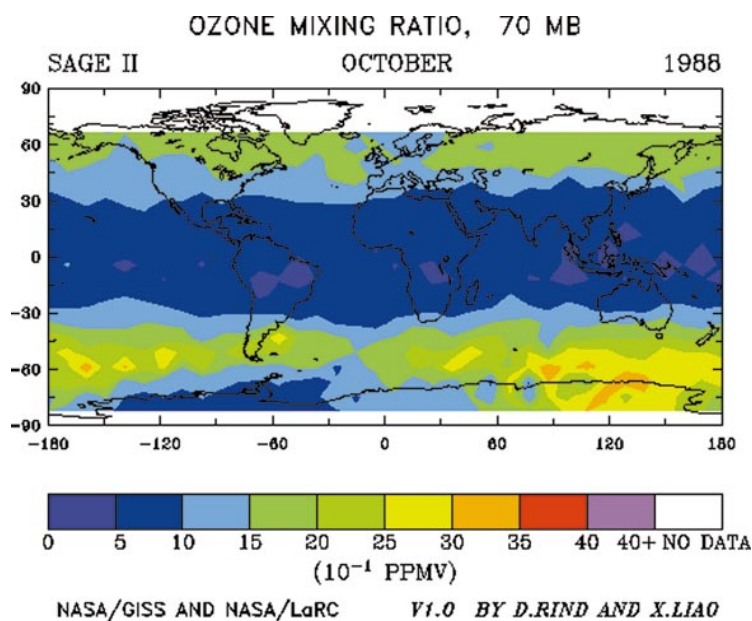 OZONE MIXING RATIO, 70 MB
SAGE II OCTOBER 1988
90
60
30
0
-30
-60
-90
-180 -120 -60 0 60 120 180
0 5 10 15 20 25 30 35 40 40+ NO DATA
(10⁻¹ PPMV)
NASA/GISS AND NASA/LaRC V1.0 BY D.RIND AND X.LIAO